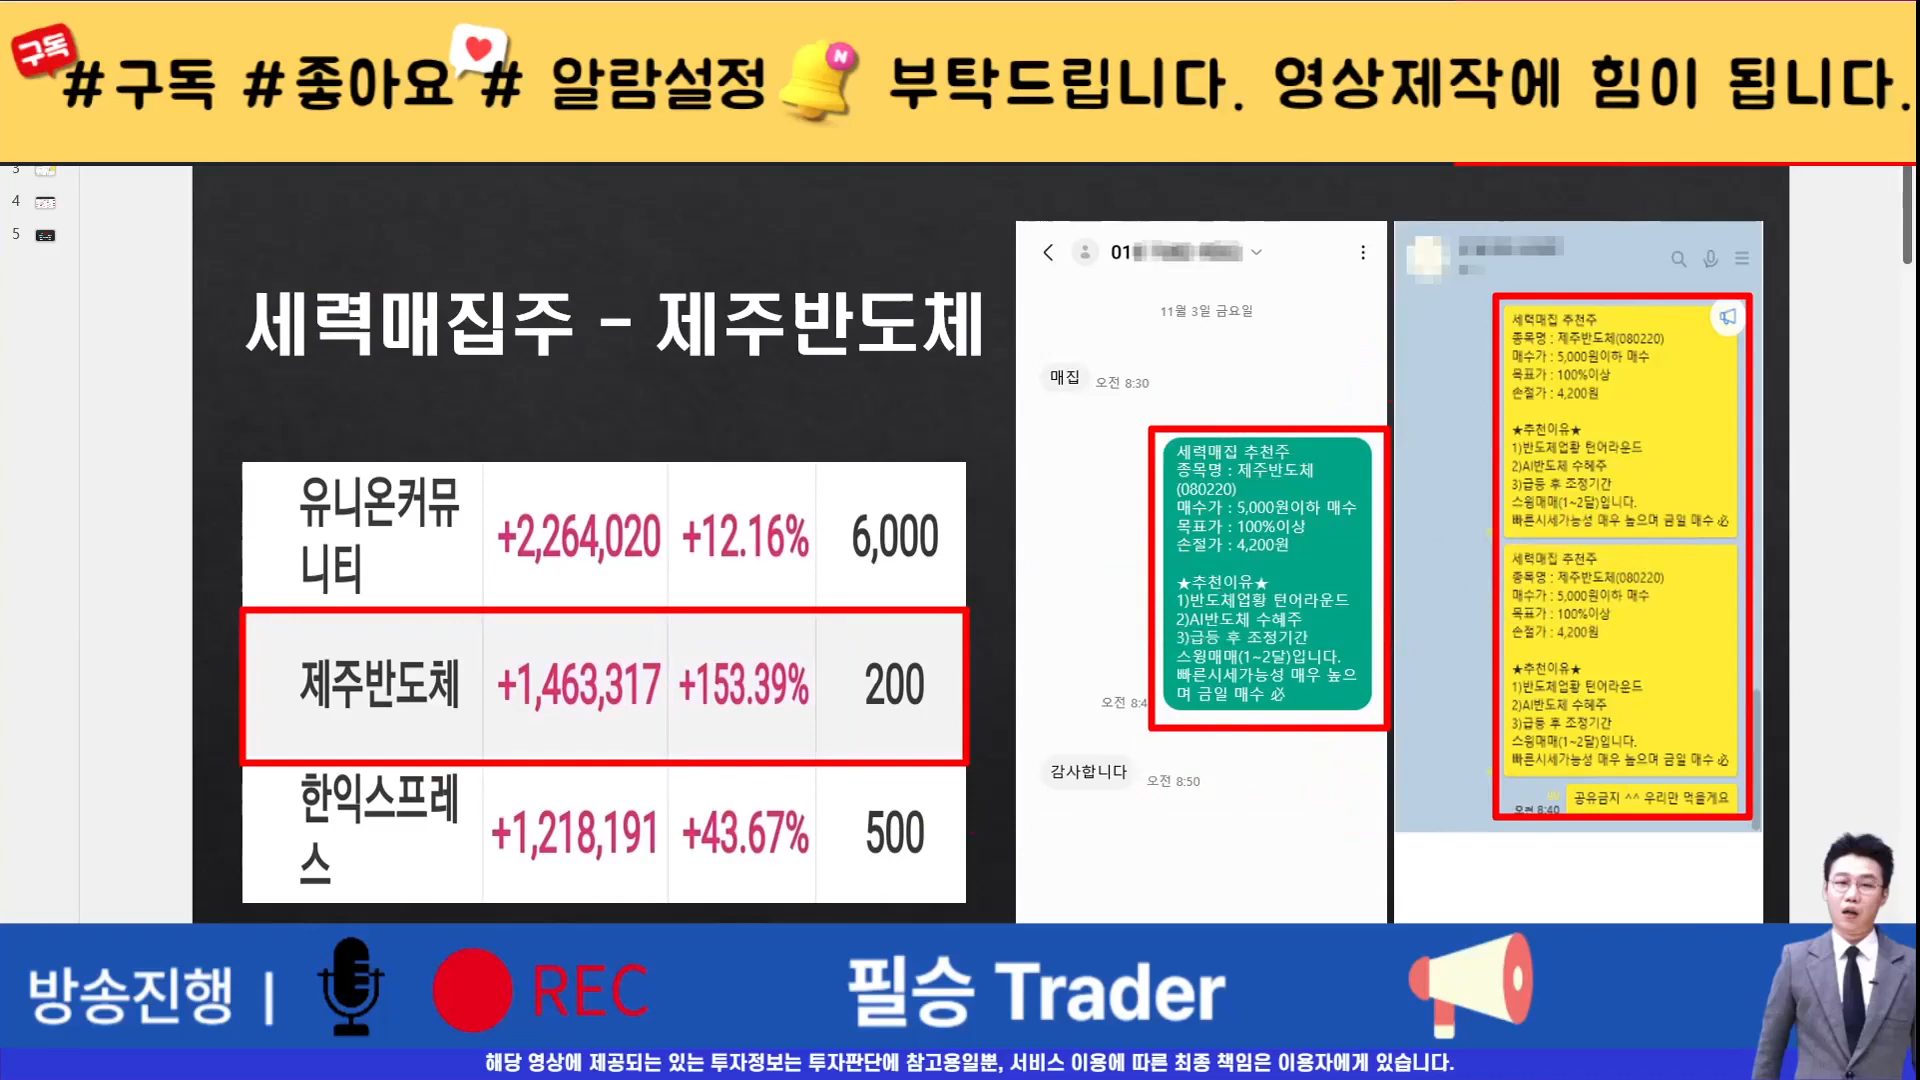 구독
#구독 #좋아요 # 알람설정 N 부탁드립니다. 영상제작에 힘이 됩니다.
3
4
5
세력매집주 - 제주반도체
유니온커뮤
니티
+2,264,020 +12.16% 6,000
제주반도체 +1,463,317 +153.39% 200
한익스프레
스
+1,218,191 +43.67% 500
01
11월 3일 금요일
매집 오전 8:30
세력매집 추천주
종목명 : 제주반도체
(080220)
매수가 : 5,000원이하 매수
목표가 : 100%이상
손절가 : 4,200원
★추천이유★
1)반도체업황 턴어라운드
2)AI반도체 수혜주
3)급등 후 조정기간
스윙매매(1~2달)입니다.
빠른시세가능성 매우 높으
며 금일 매수 必
오전 8:4
감사합니다 오전 8:50
세력매집 추천주
종목명 : 제주반도체(080220)
매수가 : 5,000원이하 매수
목표가 : 100%이상
손절가 : 4,200원
★추천이유★
1)반도체업황 턴어라운드
2)AI반도체 수혜주
3)급등 후 조정기간
스윙매매(1~2달)입니다.
빠른시세가능성 매우 높으며 금일 매수 必
세력매집 추천주
종목명 : 제주반도체(080220)
매수가 : 5,000원이하 매수
목표가 : 100%이상
손절가 : 4,200원
★추천이유★
1)반도체업황 턴어라운드
2)AI반도체 수혜주
3)급등 후 조정기간
스윙매매(1~2달)입니다.
빠른시세가능성 매우 높으며 금일 매수 必
오전 8:40 공유금지 ^^ 우리만 먹을게요
방송진행 | REC 필승 Trader
해당 영상에 제공되는 있는 투자정보는 투자판단에 참고용일뿐, 서비스 이용에 따른 최종 책임은 이용자에게 있습니다.